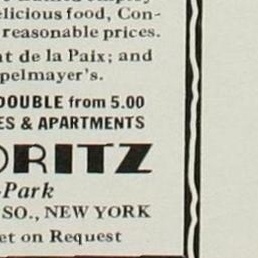 elicious food, Con-
reasonable prices.
t de la Paix; and
pelmayer's.
DOUBLE from 5.00
ES & APARTMENTS
ORITZ
-Park
SO., NEW YORK
et on Request